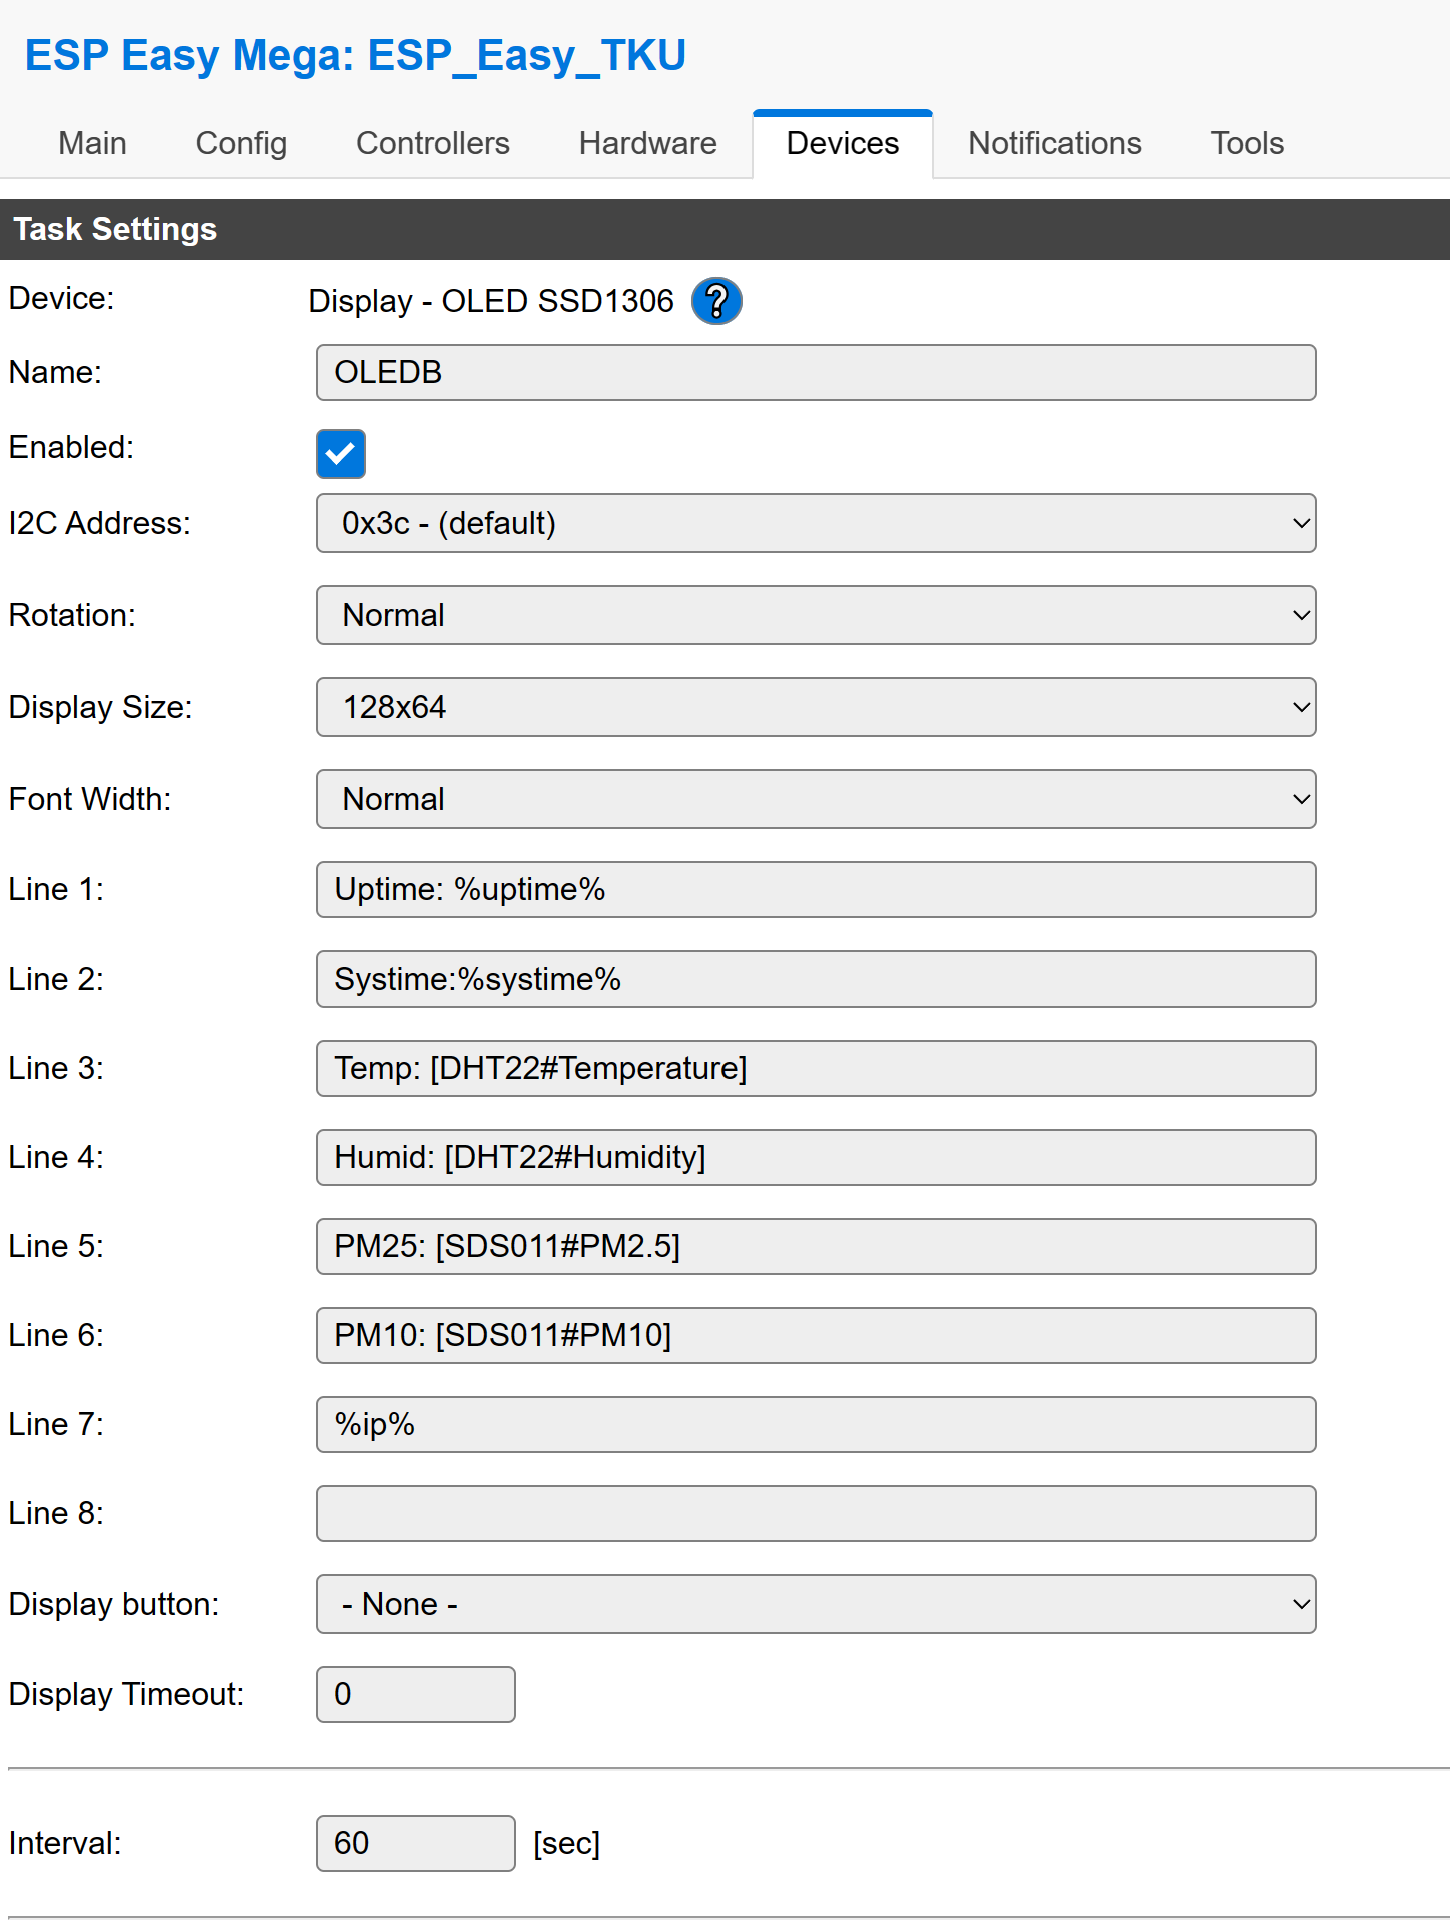 ESP Easy Mega: ESP_Easy_TKU
Main Config Controllers Hardware Devices Notifications Tools
Task Settings
Device: Display - OLED SSD1306 ?
Name: OLEDB
Enabled:
I2C Address: 0x3c - (default)
Rotation: Normal
Display Size: 128x64
Font Width: Normal
Line 1: Uptime: %uptime%
Line 2: Systime:%systime%
Line 3: Temp: [DHT22#Temperature]
Line 4: Humid: [DHT22#Humidity]
Line 5: PM25: [SDS011#PM2.5]
Line 6: PM10: [SDS011#PM10]
Line 7: %ip%
Line 8:
Display button: - None -
Display Timeout: 0
Interval: 60 [sec]